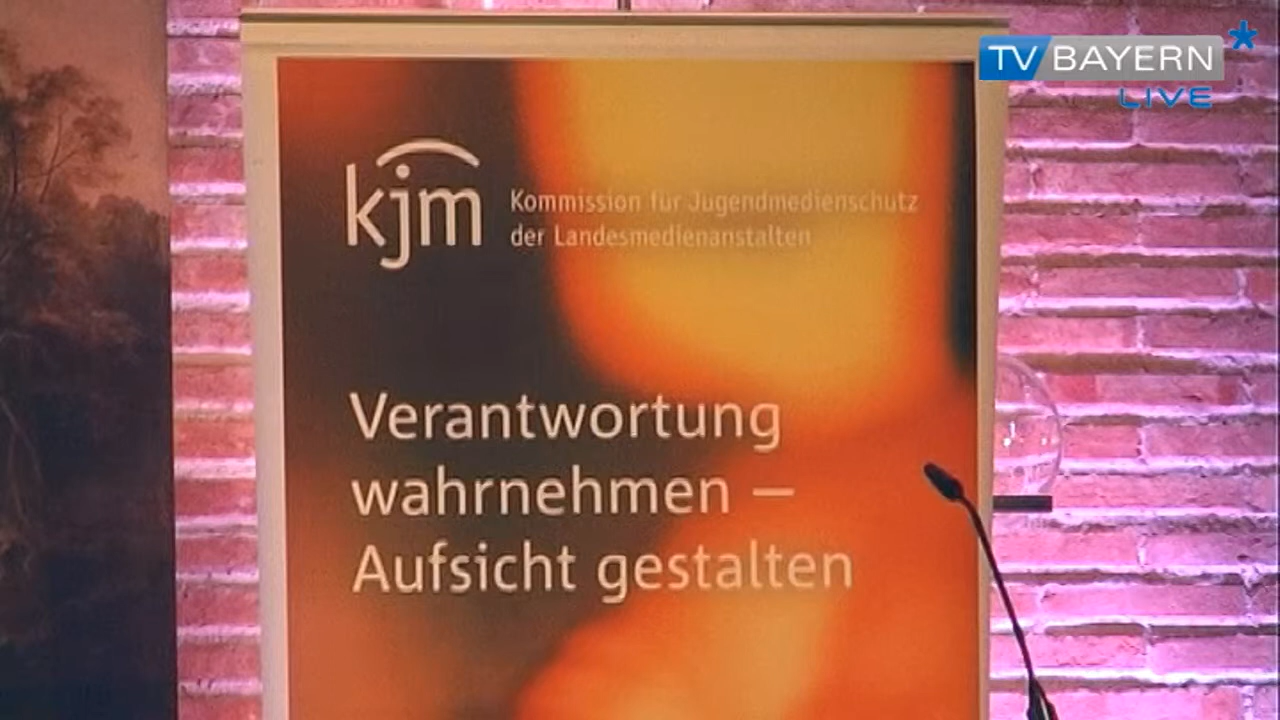 TV BAYERN
LIVE
kjm
Kommission für Jugendmedienschutz
der Landesmedienanstalten
Verantwortung
wahrnehmen –
Aufsicht gestalten